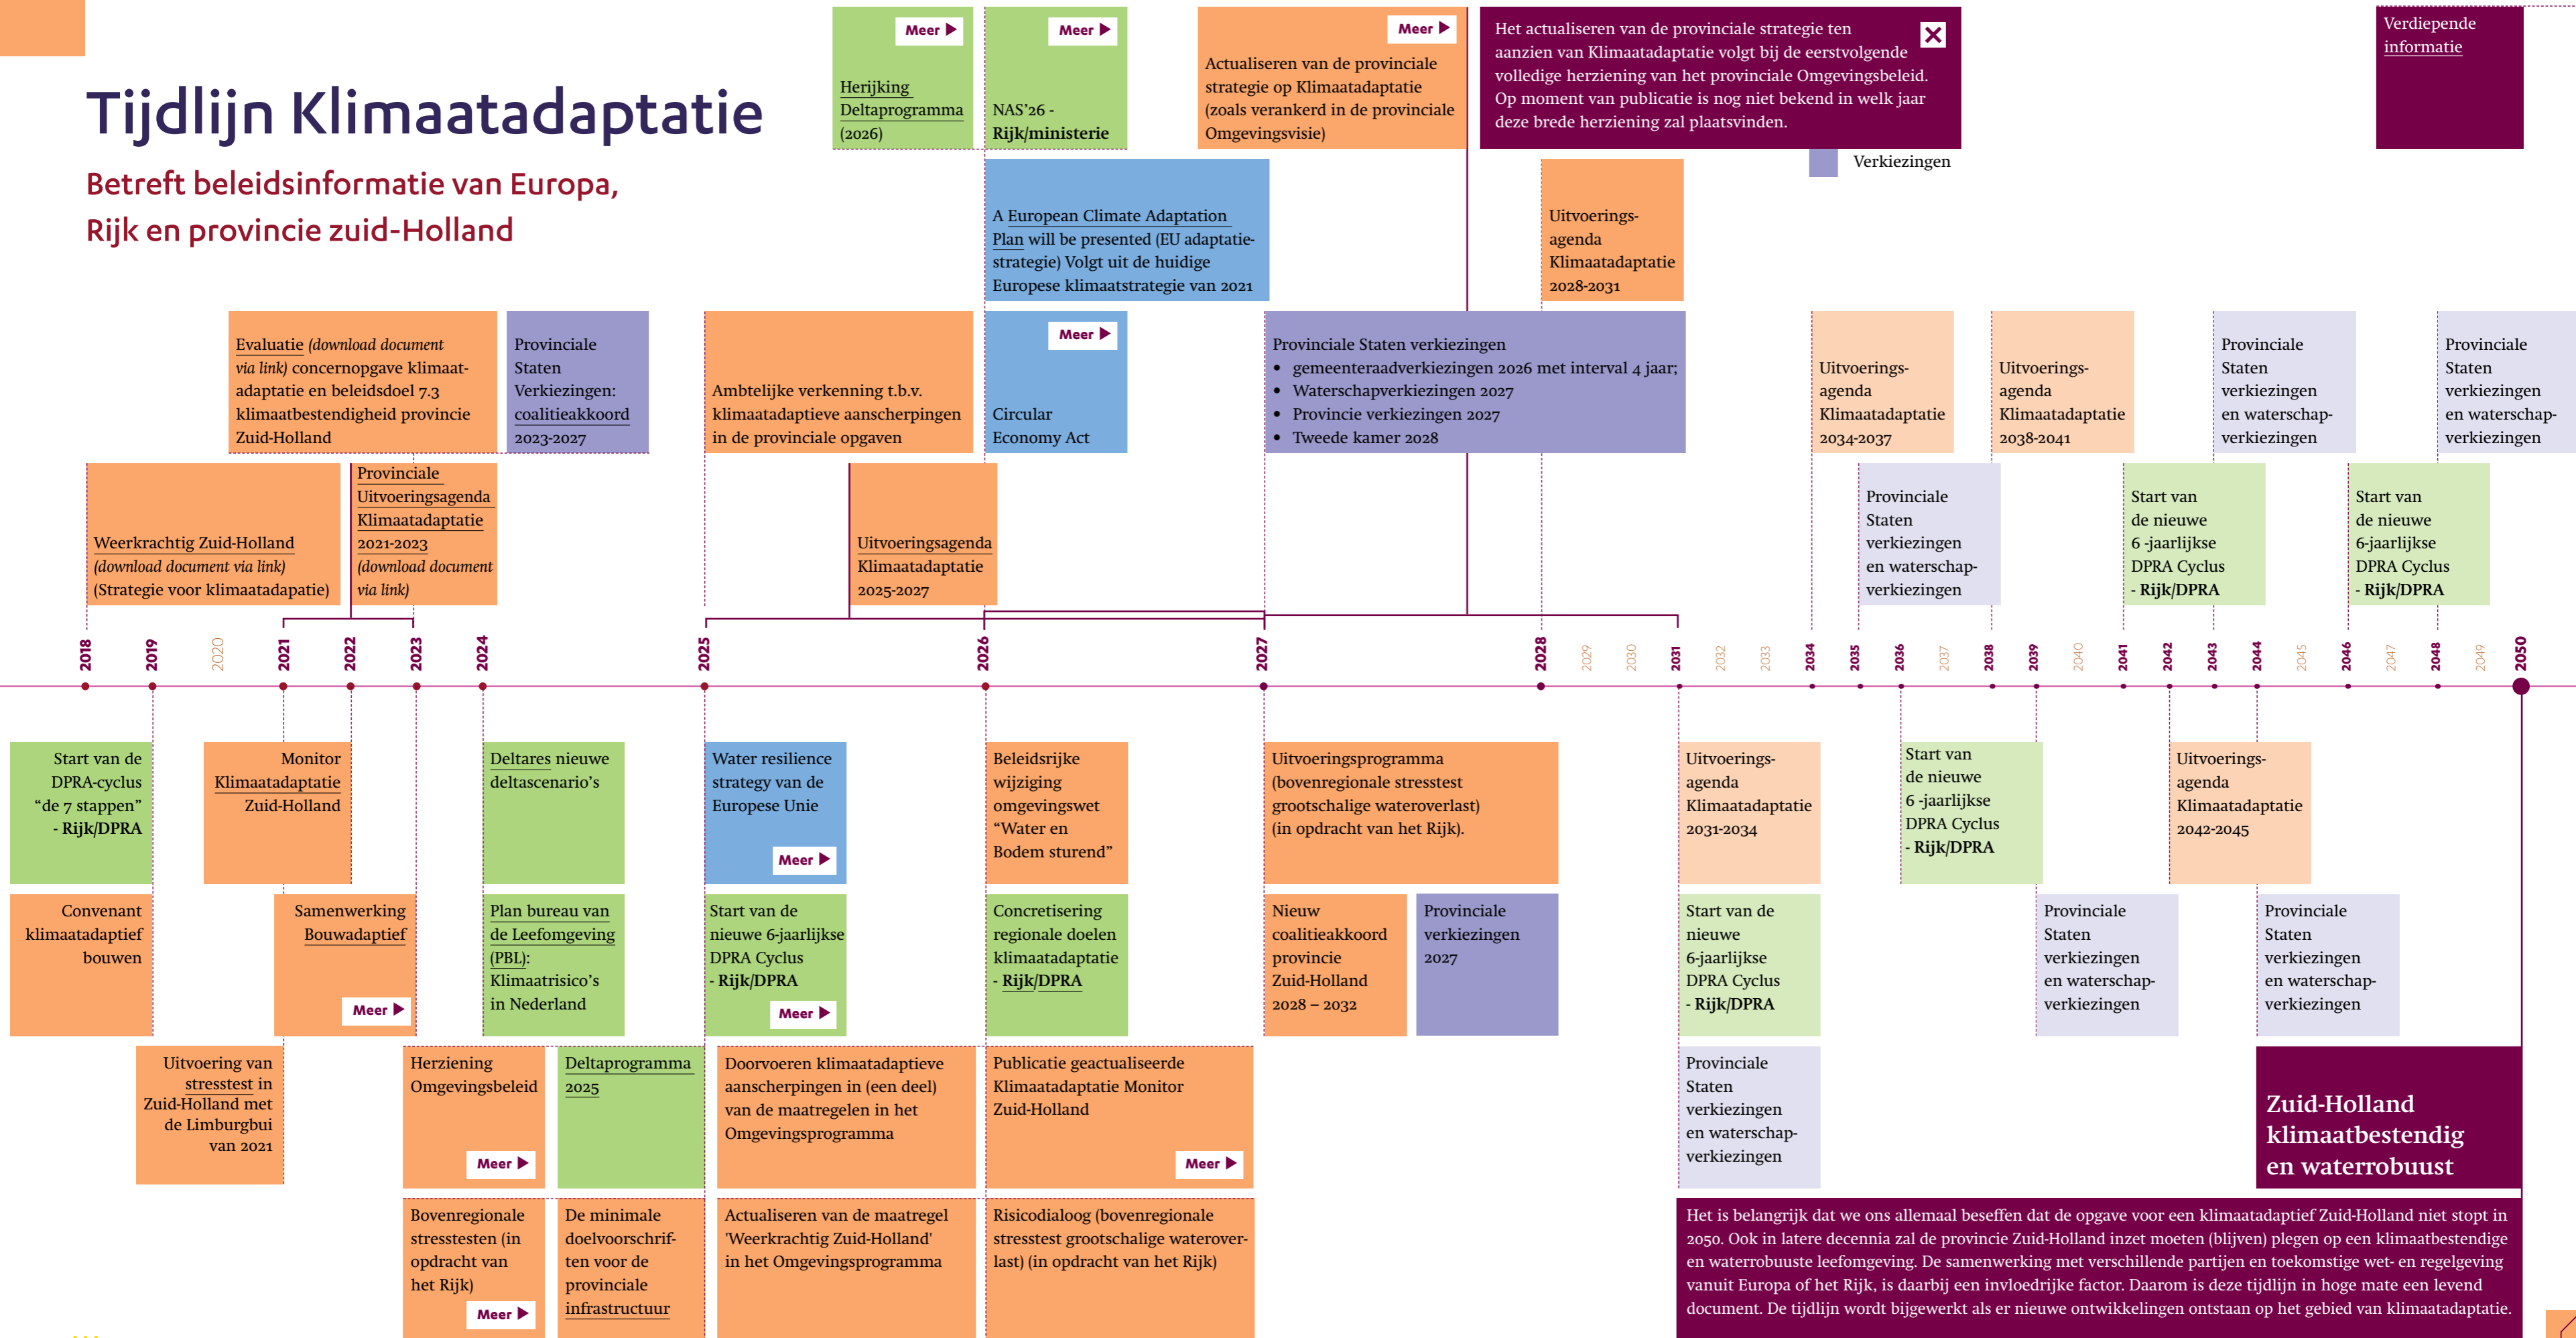 Tijdlijn Klimaatadaptatie
Betreft beleidsinformatie van Europa,
Rijk en provincie zuid-Holland
Meer
Herijking
Deltaprogramma
(2026)
Meer
NAS’26 -
Rijk/ministerie
Meer
Actualiseren van de provinciale
strategie op Klimaatadaptatie
(zoals verankerd in de provinciale
Omgevingsvisie)
Het actualiseren van de provinciale strategie ten
aanzien van Klimaatadaptatie volgt bij de eerstvolgende
volledige herziening van het provinciale Omgevingsbeleid.
Op moment van publicatie is nog niet bekend in welk jaar
deze brede herziening zal plaatsvinden.
Verkiezingen
Verdiepende
informatie
A European Climate Adaptation
Plan will be presented (EU adaptatie-
strategie) Volgt uit de huidige
Europese klimaatstrategie van 2021
Uitvoerings-
agenda
Klimaatadaptatie
2028-2031
Evaluatie (download document
via link) concernopgave klimaat-
adaptatie en beleidsdoel 7.3
klimaatbestendigheid provincie
Zuid-Holland
Provinciale
Staten
Verkiezingen:
coalitieakkoord
2023-2027
Ambtelijke verkenning t.b.v.
klimaatadaptieve aanscherpingen
in de provinciale opgaven
Meer
Circular
Economy Act
Provinciale Staten verkiezingen
• gemeenteraadverkiezingen 2026 met interval 4 jaar;
• Waterschapverkiezingen 2027
• Provincie verkiezingen 2027
• Tweede kamer 2028
Uitvoerings-
agenda
Klimaatadaptatie
2034-2037
Uitvoerings-
agenda
Klimaatadaptatie
2038-2041
Provinciale
Staten
verkiezingen
en waterschap-
verkiezingen
Provinciale
Staten
verkiezingen
en waterschap-
verkiezingen
Weerkrachtig Zuid-Holland
(download document via link)
(Strategie voor klimaatadapatie)
Provinciale
Uitvoeringsagenda
Klimaatadaptatie
2021-2023
(download document
via link)
Uitvoeringsagenda
Klimaatadaptatie
2025-2027
Provinciale
Staten
verkiezingen
en waterschap-
verkiezingen
Start van
de nieuwe
6 -jaarlijkse
DPRA Cyclus
- Rijk/DPRA
Start van
de nieuwe
6-jaarlijkse
DPRA Cyclus
- Rijk/DPRA
2018
2019
2020
2021
2022
2023
2024
2025
2026
2027
2028
2029
2030
2031
2032
2033
2034
2035
2036
2037
2038
2039
2040
2041
2042
2043
2044
2045
2046
2047
2048
2049
2050
Start van de
DPRA-cyclus
“de 7 stappen”
- Rijk/DPRA
Monitor
Klimaatadaptatie
Zuid-Holland
Deltares nieuwe
deltascenario’s
Water resilience
strategy van de
Europese Unie
Meer
Beleidsrijke
wijziging
omgevingswet
“Water en
Bodem sturend”
Uitvoeringsprogramma
(bovenregionale stresstest
grootschalige wateroverlast)
(in opdracht van het Rijk).
Uitvoerings-
agenda
Klimaatadaptatie
2031-2034
Start van
de nieuwe
6 -jaarlijkse
DPRA Cyclus
- Rijk/DPRA
Uitvoerings-
agenda
Klimaatadaptatie
2042-2045
Convenant
klimaatadaptief
bouwen
Samenwerking
Bouwadaptief
Meer
Plan bureau van
de Leefomgeving
(PBL):
Klimaatrisico’s
in Nederland
Start van de
nieuwe 6-jaarlijkse
DPRA Cyclus
- Rijk/DPRA
Meer
Concretisering
regionale doelen
klimaatadaptatie
- Rijk/DPRA
Nieuw
coalitieakkoord
provincie
Zuid-Holland
2028 – 2032
Provinciale
verkiezingen
2027
Start van de
nieuwe
6-jaarlijkse
DPRA Cyclus
- Rijk/DPRA
Provinciale
Staten
verkiezingen
en waterschap-
verkiezingen
Provinciale
Staten
verkiezingen
en waterschap-
verkiezingen
Uitvoering van
stresstest in
Zuid-Holland met
de Limburgbui
van 2021
Herziening
Omgevingsbeleid
Meer
Deltaprogramma
2025
Doorvoeren klimaatadaptieve
aanscherpingen in (een deel)
van de maatregelen in het
Omgevingsprogramma
Publicatie geactualiseerde
Klimaatadaptatie Monitor
Zuid-Holland
Meer
Provinciale
Staten
verkiezingen
en waterschap-
verkiezingen
Zuid-Holland
klimaatbestendig
en waterrobuust
Bovenregionale
stresstesten (in
opdracht van
het Rijk)
Meer
De minimale
doelvoorschrif-
ten voor de
provinciale
infrastructuur
Actualiseren van de maatregel
'Weerkrachtig Zuid-Holland'
in het Omgevingsprogramma
Risicodialoog (bovenregionale
stresstest grootschalige waterover-
last) (in opdracht van het Rijk)
Het is belangrijk dat we ons allemaal beseffen dat de opgave voor een klimaatadaptief Zuid-Holland niet stopt in
2050. Ook in latere decennia zal de provincie Zuid-Holland inzet moeten (blijven) plegen op een klimaatbestendige
en waterrobuuste leefomgeving. De samenwerking met verschillende partijen en toekomstige wet- en regelgeving
vanuit Europa of het Rijk, is daarbij een invloedrijke factor. Daarom is deze tijdlijn in hoge mate een levend
document. De tijdlijn wordt bijgewerkt als er nieuwe ontwikkelingen ontstaan op het gebied van klimaatadaptatie.